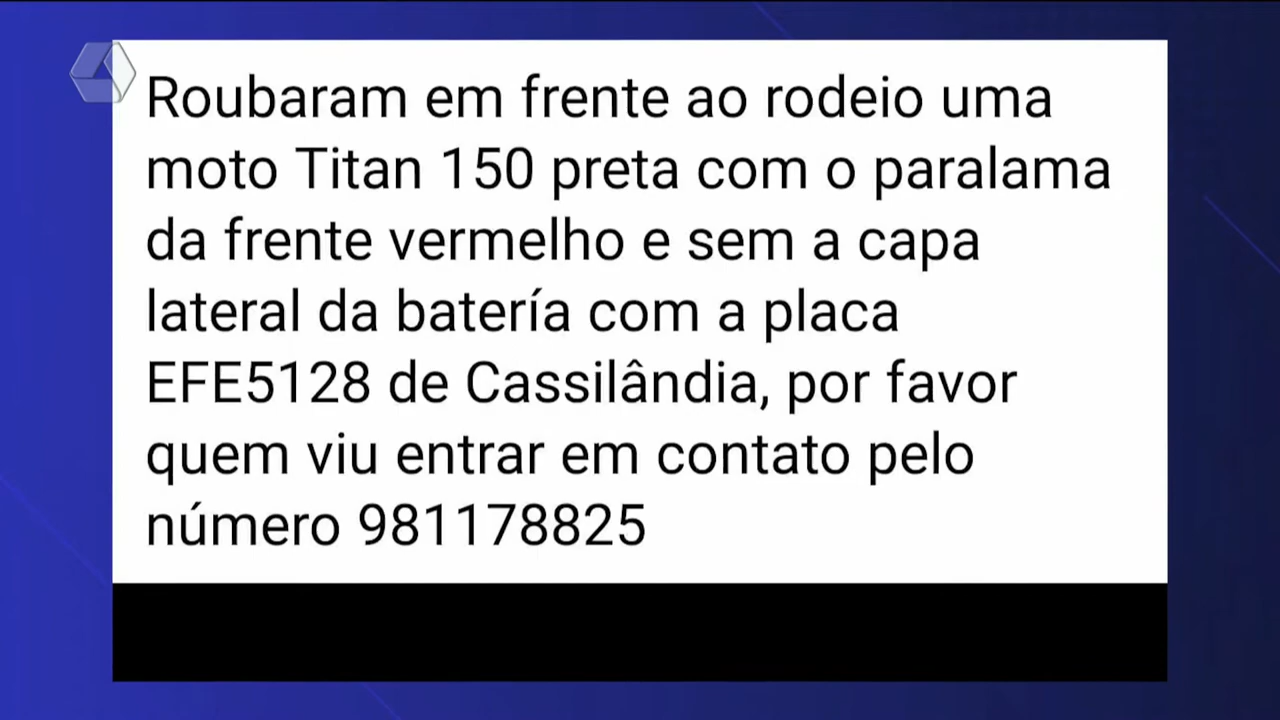 Roubaram em frente ao rodeio uma
moto Titan 150 preta com o paralama
da frente vermelho e sem a capa
lateral da batería com a placa
EFE5128 de Cassilândia, por favor
quem viu entrar em contato pelo
número 981178825